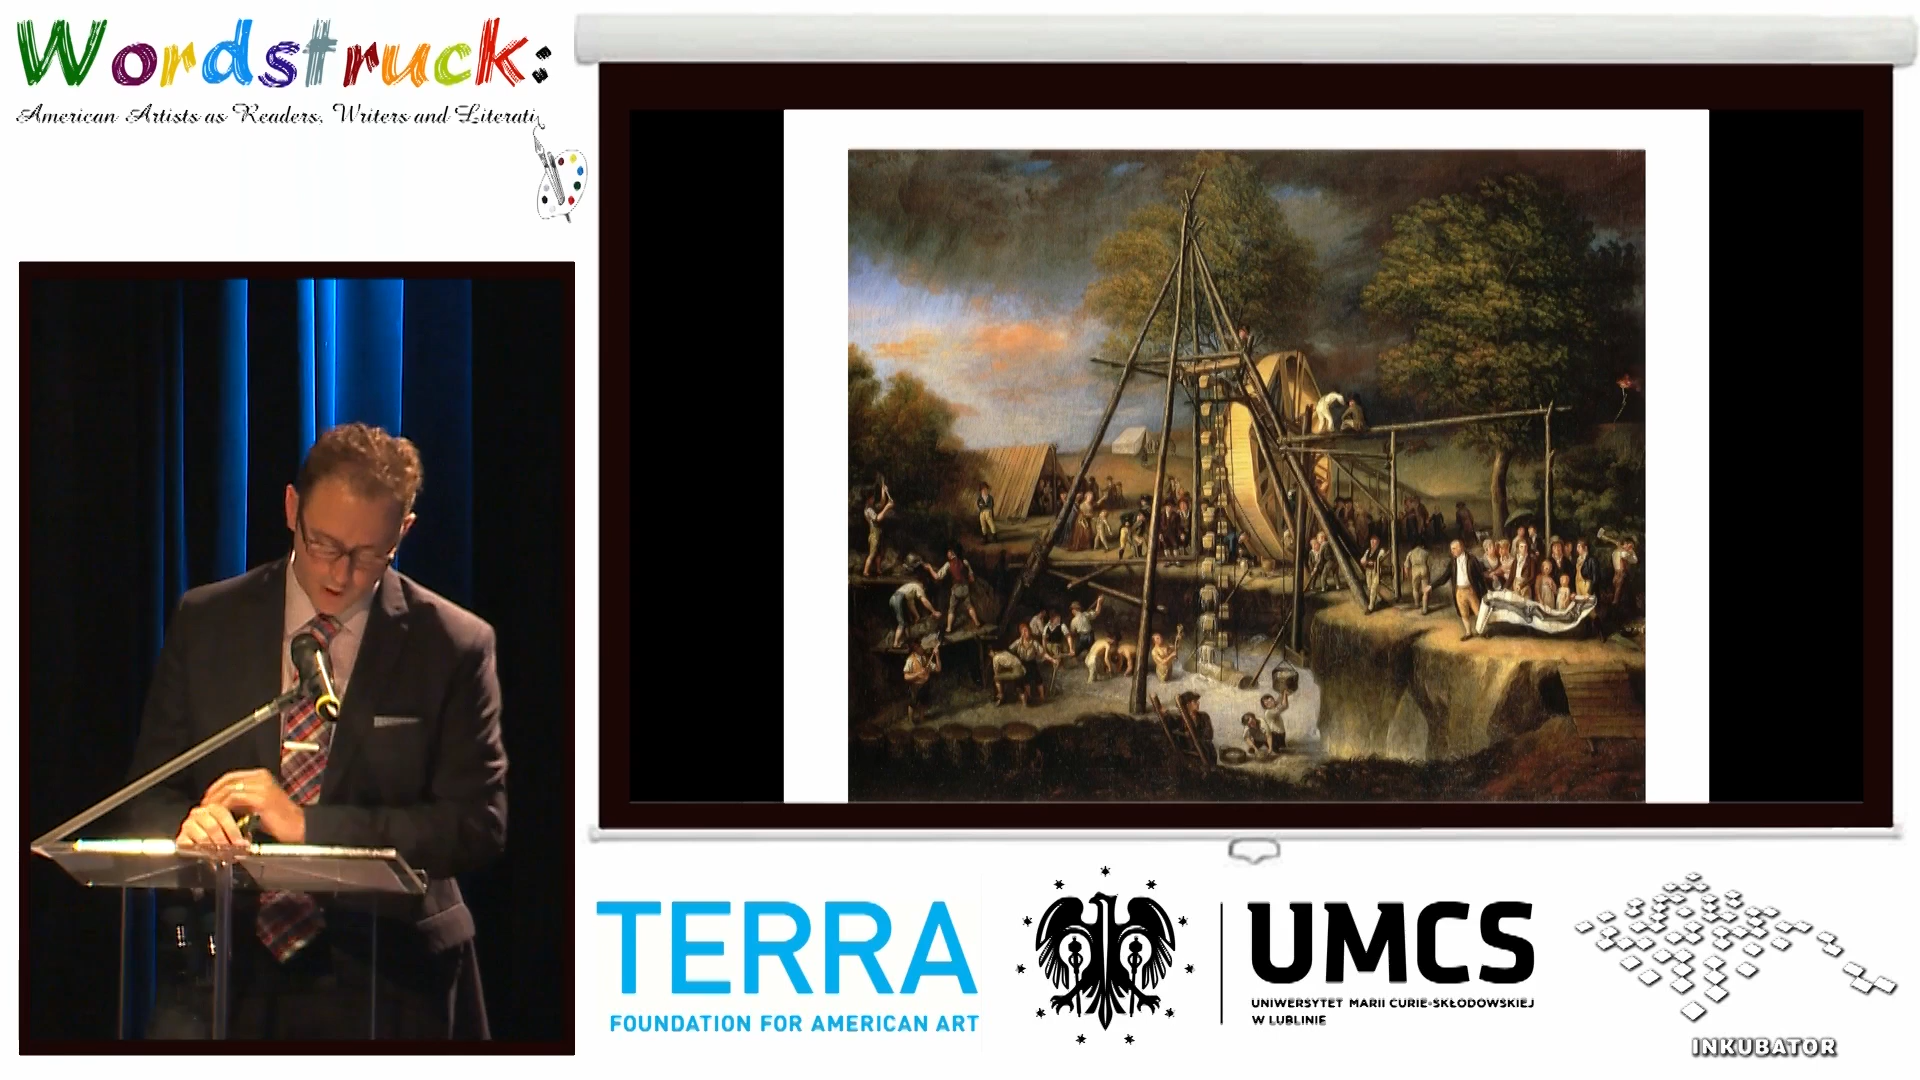 Wordstruck:
American Artists as Readers, Writers and Literati
TERRA
FOUNDATION FOR AMERICAN ART
UMCS
UNIWERSYTET MARII CURIE-SKŁODOWSKIEJ
W LUBLINIE
INKUBATOR